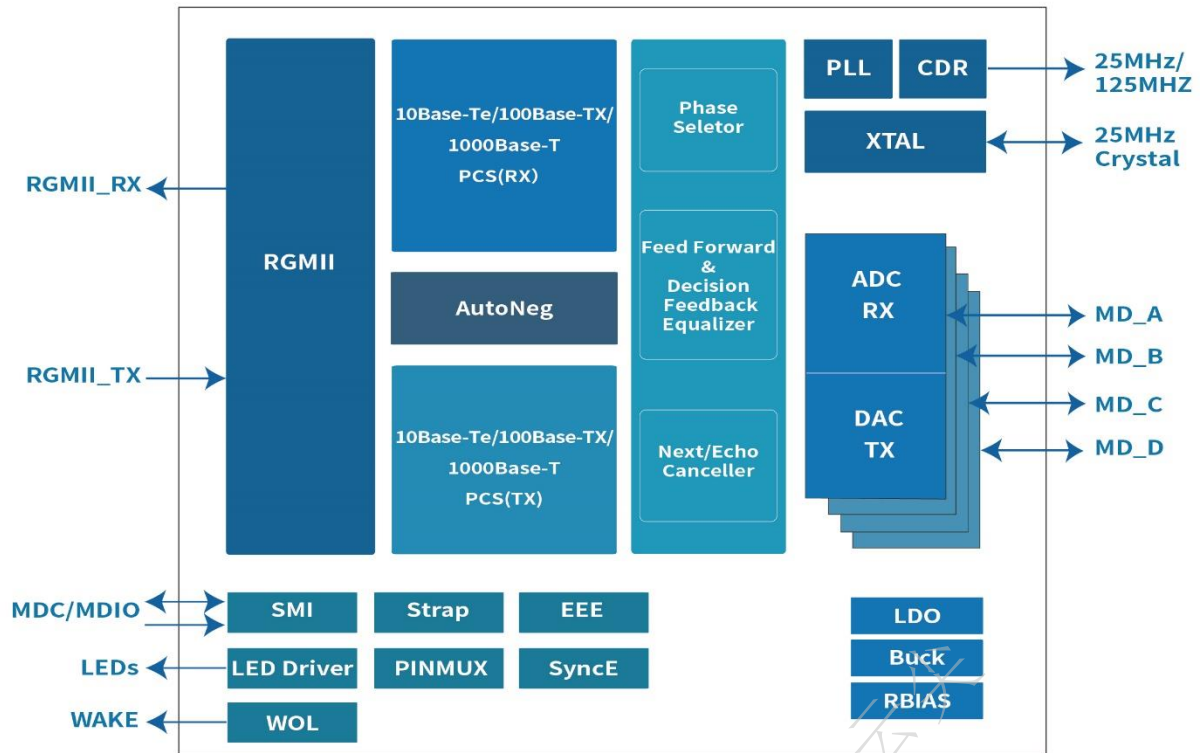 10Base-Te/100Base-TX/
1000Base-T
PCS(RX)
Phase
Seletor
PLL
CDR
25MHz/
125MHZ
XTAL
25MHz
Crystal
RGMII_RX
RGMII
AutoNeg
Feed Forward
&
Decision
Feedback
Equalizer
ADC
RX
MD_A
MD_B
RGMII_TX
10Base-Te/100Base-TX/
1000Base-T
PCS(TX)
Next/Echo
Canceller
DAC
TX
MD_C
MD_D
MDC/MDIO
SMI
Strap
EEE
LDO
LEDs
LED Driver
PINMUX
SyncE
Buck
WAKE
WOL
RBIAS